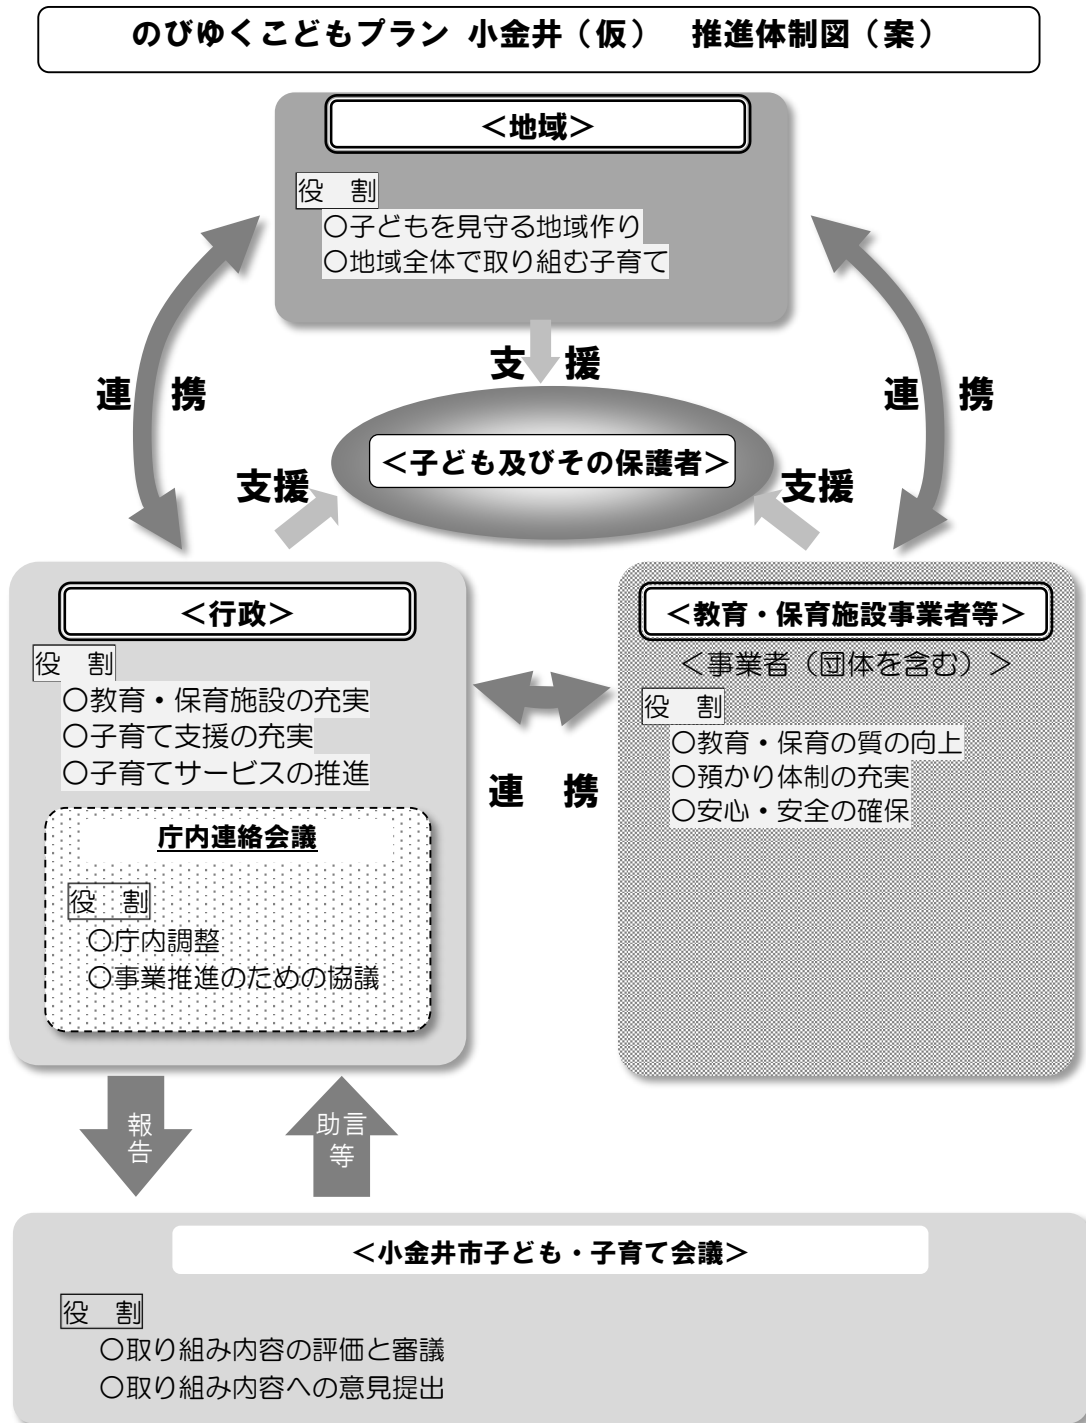 のびゆくこどもプラン 小金井（仮）　推進体制図（案）
＜地域＞
役　割
○子どもを見守る地域作り
○地域全体で取り組む子育て
支　援
連　携
連　携
＜子ども及びその保護者＞
支援
支援
＜行政＞
役　割
○教育・保育施設の充実
○子育て支援の充実
○子育てサービスの推進
庁内連絡会議
役　割
○庁内調整
○事業推進のための協議
連　携
＜教育・保育施設事業者等＞
＜事業者（団体を含む）＞
役　割
○教育・保育の質の向上
○預かり体制の充実
○安心・安全の確保
報告
助言等
＜小金井市子ども・子育て会議＞
役　割
○取り組み内容の評価と審議
○取り組み内容への意見提出